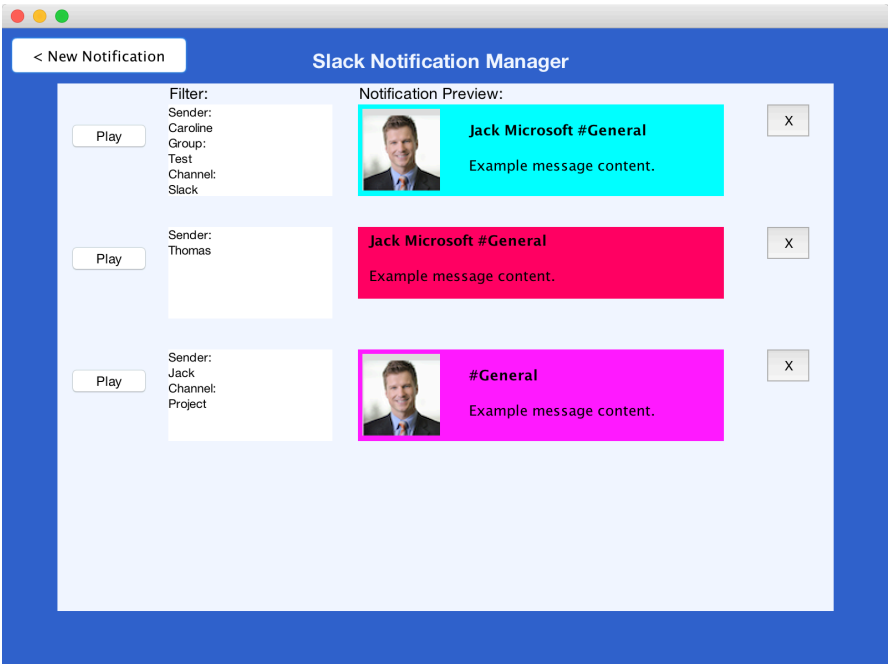 < New Notification
Slack Notification Manager
Filter:
Notification Preview:
Play
Sender:
Caroline
Group:
Test
Channel:
Slack
Jack Microsoft #General
Example message content.
X
Play
Sender:
Thomas
Jack Microsoft #General
Example message content.
X
Play
Sender:
Jack
Channel:
Project
#General
Example message content.
X